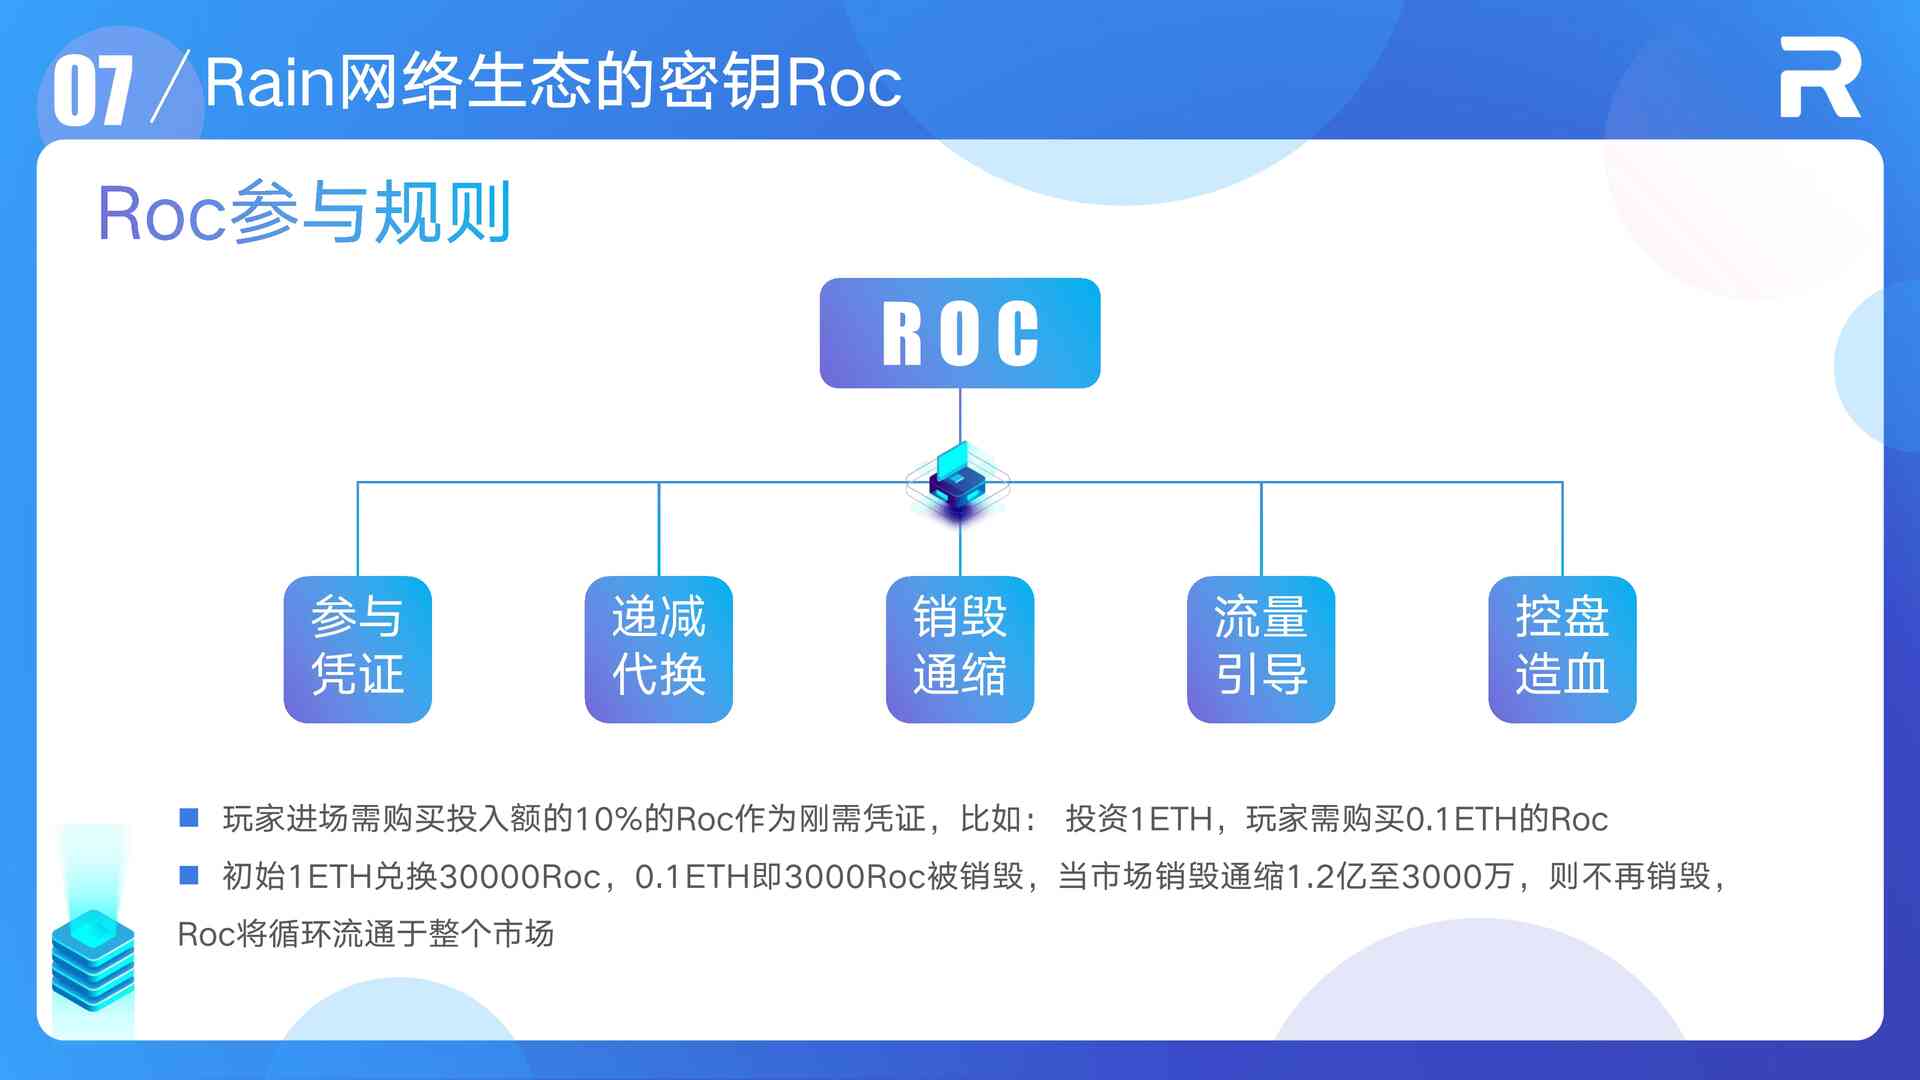 07
Rain网络生态的密钥Roc
R
Roc参与规则
ROC
参与
凭证
递减
代换
销毁
通缩
流量
引导
控盘
造血
玩家进场需购买投入额的10%的Roc作为刚需凭证，比如： 投资1ETH，玩家需购买0.1ETH的Roc
初始1ETH兑换30000Roc，0.1ETH即3000Roc被销毁，当市场销毁通缩1.2亿至3000万，则不再销毁，
Roc将循环流通于整个市场